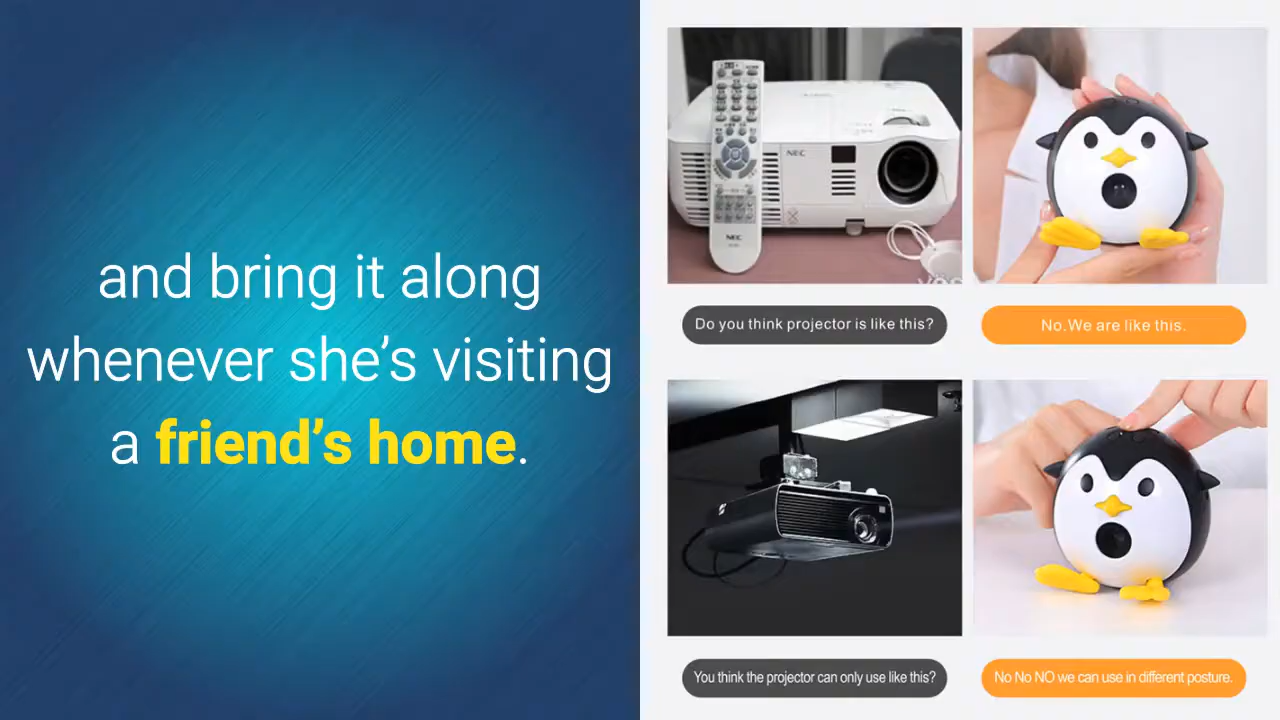 and bring it along
whenever she’s visiting
a friend’s home.
NEC
NEC
Do you think projector is like this?
No.We are like this.
You think the projector can only use like this?
No No NO we can use in different posture.